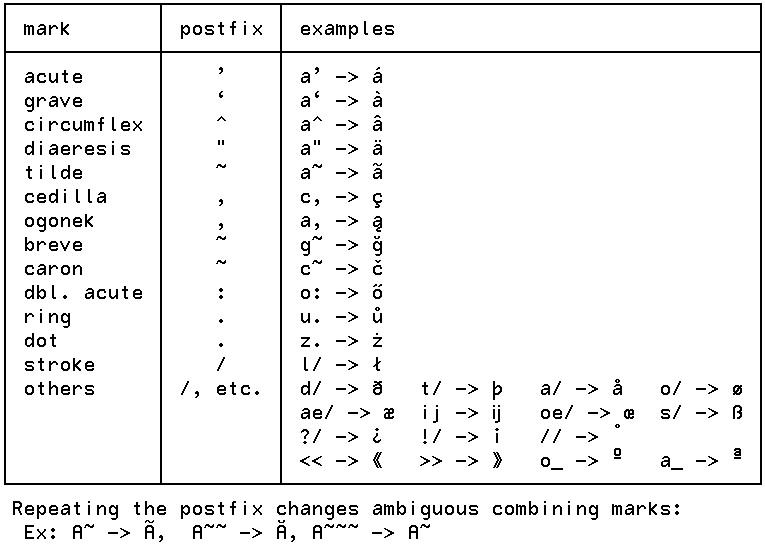 mark postfix examples
acute ’ a’ -> á
grave ‘ a‘ -> à
circumflex ^ a^ -> â
diaeresis " a" -> ä
tilde ~ a~ -> ã
cedilla , c, -> ç
ogonek , a, -> ą
breve ~ g~ -> ğ
caron ~ c~ -> č
dbl. acute : o: -> ő
ring . u. -> ů
dot . z. -> ż
stroke / l/ -> ł
others /, etc. d/ -> ð t/ -> þ a/ -> å o/ -> ø
ae/ -> æ ij -> ij oe/ -> œ s/ -> ß
?/ -> ¿ !/ -> ¡ // -> °
<< -> 《 >> -> 》 o_ -> º a_ -> ª
Repeating the postfix changes ambiguous combining marks:
Ex: A~ -> Ã, A~~ -> Ă, A~~~ -> A~